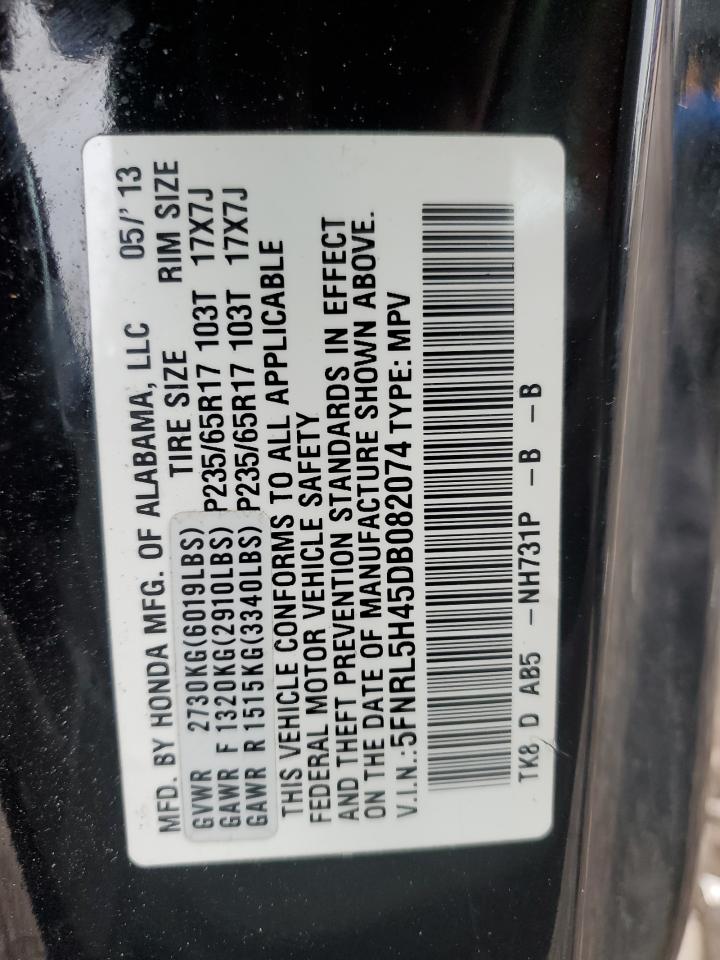 MFD. BY HONDA MFG. OF ALABAMA, LLC 05/'13
TIRE SIZE RIM SIZE
GVWR 2730KG(6019LBS)
GAWR F 1320KG(2910LBS) P235/65R17 103T 17X7J
GAWR R 1515KG(3340LBS) P235/65R17 103T 17X7J
THIS VEHICLE CONFORMS TO ALL APPLICABLE
FEDERAL MOTOR VEHICLE SAFETY
AND THEFT PREVENTION STANDARDS IN EFFECT
ON THE DATE OF MANUFACTURE SHOWN ABOVE.
V.I.N.:5FNRL5H45DB082074 TYPE: MPV
TK8 D AB5 -NH731P -B -B